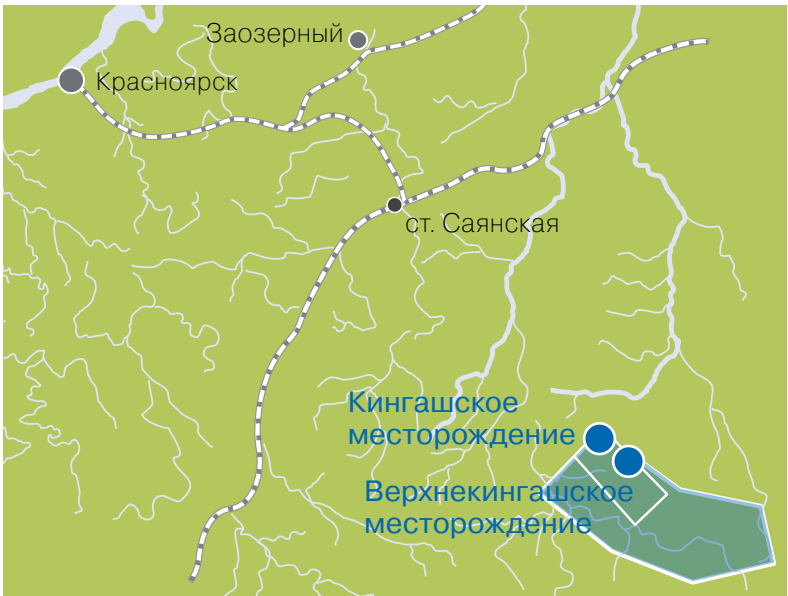 Заозерный
Красноярск
ст. Саянская
Кингашское
месторождение
Верхнекингашское
месторождение